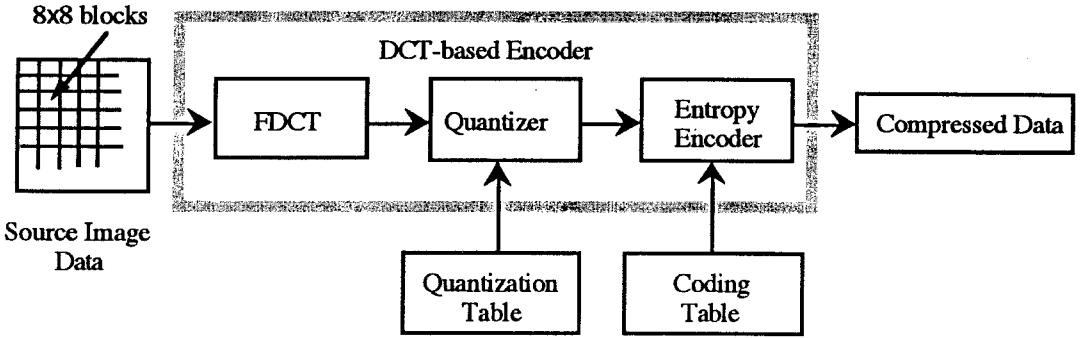 8x8 blocks
DCT-based Encoder
FDCT
Quantizer
Entropy
Encoder
Compressed Data
Source Image
Data
Quantization
Table
Coding
Table